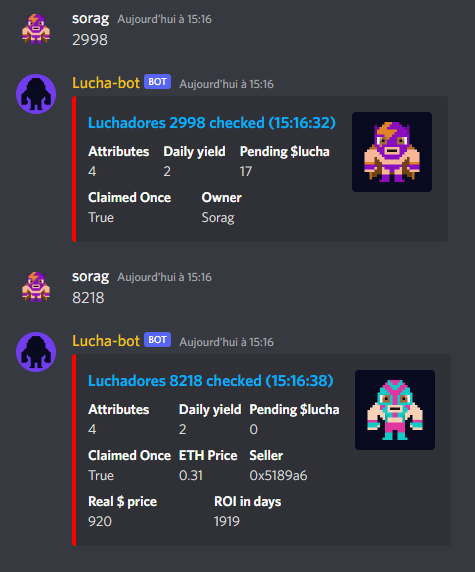 sorag Aujourd'hui à 15:16
2998
Lucha-bot BOT Aujourd'hui à 15:16
Luchadores 2998 checked (15:16:32)
Attributes Daily yield Pending $lucha
4 2 17
Claimed Once Owner
True Sorag
sorag Aujourd'hui à 15:16
8218
Lucha-bot BOT Aujourd'hui à 15:16
Luchadores 8218 checked (15:16:38)
Attributes Daily yield Pending $lucha
4 2 0
Claimed Once ETH Price Seller
True 0.31 0x5189a6
Real $ price ROI in days
920 1919